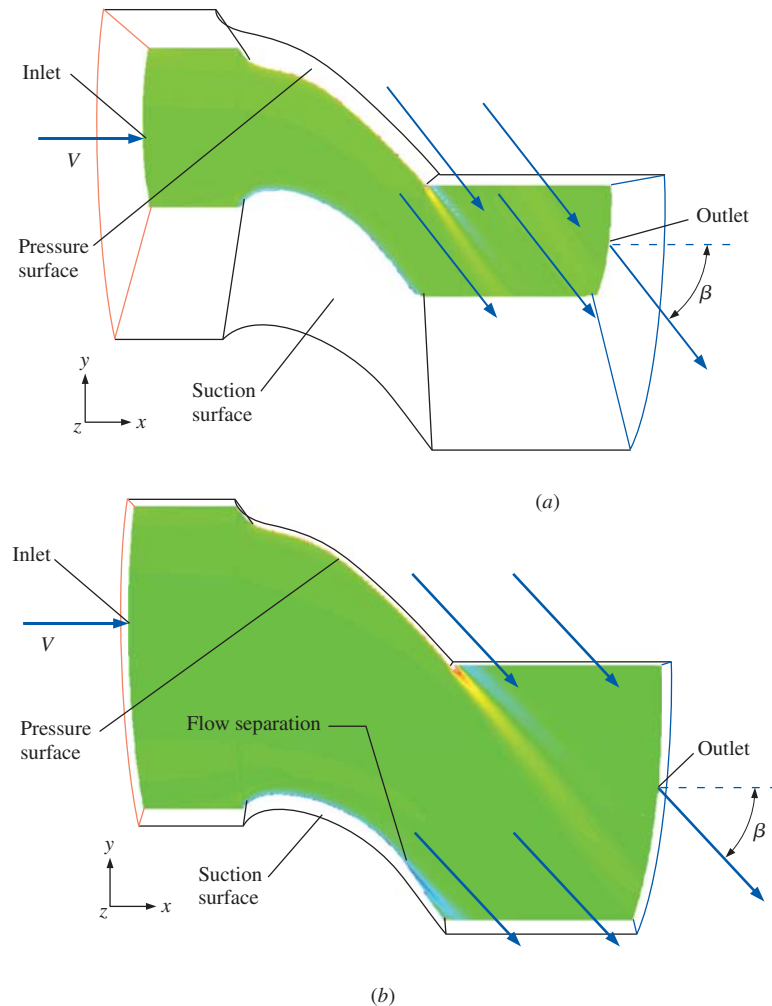 Inlet
V
Outlet
β
Pressure
surface
Suction
surface
y
z
x
(a)
Inlet
V
Pressure
surface
Flow separation
Outlet
β
Suction
surface
y
z
x
(b)